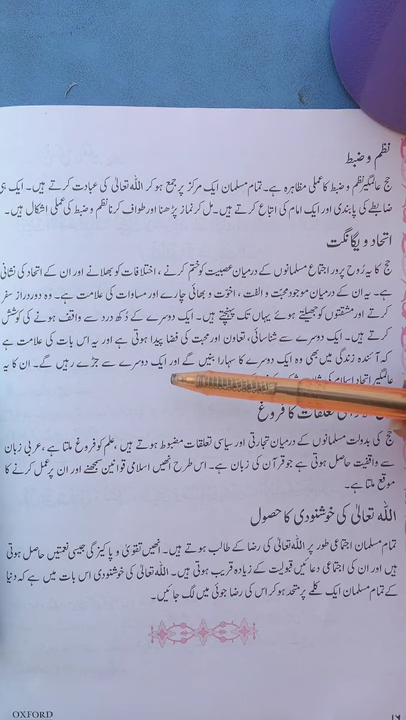 نظم و ضبط
حج عالمگیر نظم و ضبط کا عملی مظاہرہ ہے۔ تمام مسلمان ایک مرکز پر جمع ہو کر اللہ تعالیٰ کی عبادت کرتے ہیں۔ ایک ہی
ضابطے کی پابندی اور ایک امام کی اتباع کرتے ہیں۔ مل کر نماز پڑھنا اور طواف کرنا نظم و ضبط کی عملی اشکال ہیں۔
اتحاد و یگانگت
حج کا یہ رُوح پرور اجتماع مسلمانوں کے درمیان عصبیت کو ختم کرنے ، اختلافات کو بھلانے اور ان کے اتحاد کی نشانی
ہے۔ یہ ان کے درمیان موجود محبّت و الفت ، اخوّت و بھائی چارے اور مساوات کی علامت ہے۔ وہ دور دراز سفر
کرتے اور مشقتوں کو جھیلتے ہوئے یہاں تک پہنچتے ہیں۔ ایک دوسرے کے دُکھ درد سے واقف ہونے کی کوشش
کرتے ہیں۔ ایک دوسرے سے شناسائی، تعاون اور محبت کی فضا پیدا ہوتی ہے اور یہ اس بات کی علامت ہے
کہ آئندہ زندگی میں بھی وہ ایک دوسرے کا سہارا بنیں گے اور ایک دوسرے سے جڑے رہیں گے۔ ان کا یہ
عالمگیر اتحاد اسلام کی
تعلقات کا فروغ
حج کی بدولت مسلمانوں کے درمیان تجارتی اور سیاسی تعلقات مضبوط ہوتے ہیں، علم کو فروغ ملتا ہے، عربی زبان
سے واقفیت حاصل ہوتی ہے جو قرآن کی زبان ہے۔ اس طرح انھیں اسلامی قوانین سمجھنے اور ان پر عمل کرنے کا
موقع ملتا ہے۔
اللہ تعالیٰ کی خوشنودی کا حصول
تمام مسلمان اجتماعی طور پر اللہ تعالیٰ کی رضا کے طالب ہوتے ہیں۔ انھیں تقویٰ و پاکیزگی جیسی نعمتیں حاصل ہوتی
ہیں اور ان کی اجتماعی دعائیں قبولیت کے زیادہ قریب ہوتی ہیں۔ اللہ تعالیٰ کی خوشنودی اس بات میں ہے کہ دنیا
کے تمام مسلمان ایک کلمے پر متحد ہو کر اس کی رضا جوئی میں لگ جائیں۔
OXFORD